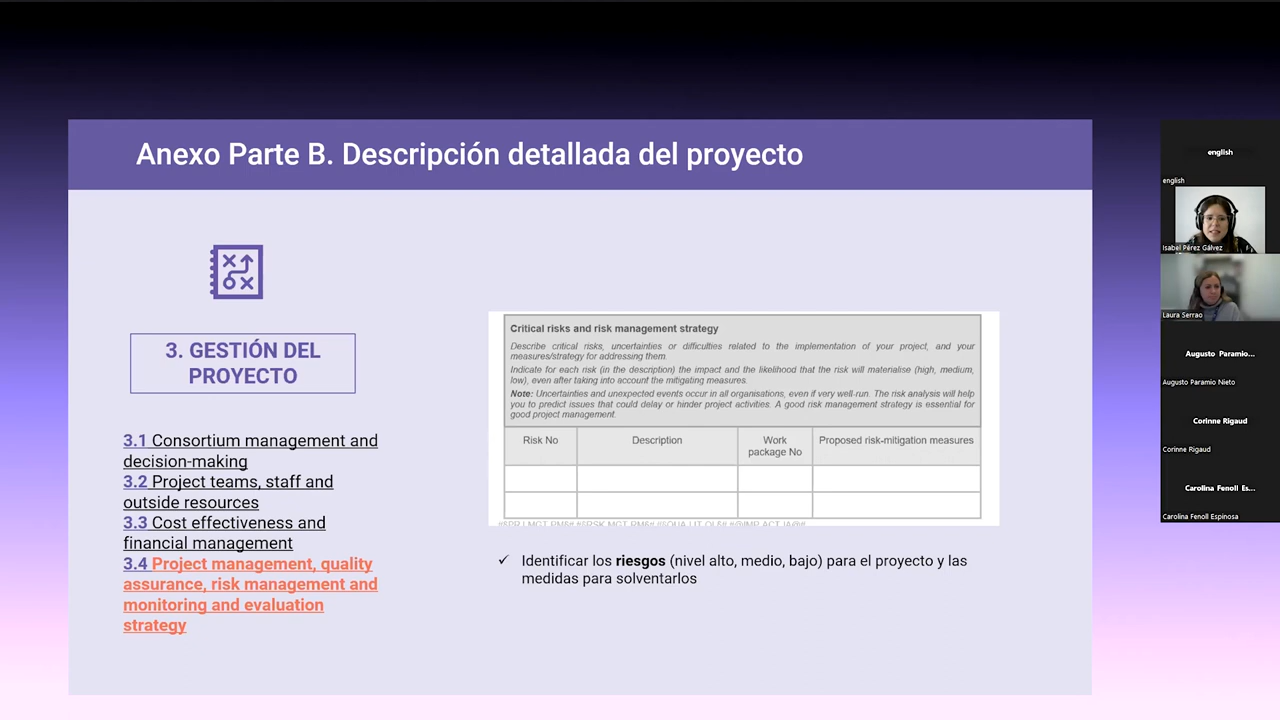 Anexo Parte B. Descripción detallada del proyecto
3. GESTIÓN DEL
PROYECTO
3.1 Consortium management and
decision-making
3.2 Project teams, staff and
outside resources
3.3 Cost effectiveness and
financial management
3.4 Project management, quality
assurance, risk management and
monitoring and evaluation
strategy
Critical risks and risk management strategy
Describe critical risks, uncertainties or difficulties related to the implementation of your project, and your
measures/strategy for addressing them.
Indicate for each risk (in the description) the impact and the likelihood that the risk will materialise (high, medium,
low), even after taking into account the mitigating measures.
Note: Uncertainties and unexpected events occur in all organisations, even if very well-run. The risk analysis will help
you to predict issues that could delay or hinder project activities. A good risk management strategy is essential for
good project management.
Risk No
Description
Work
package No
Proposed risk-mitigation measures
✓ Identificar los riesgos (nivel alto, medio, bajo) para el proyecto y las
medidas para solventarlos
english
english
Isabel Pérez Gálvez
Laura Serrao
Augusto Paramio...
Augusto Paramio Nieto
Corinne Rigaud
Corinne Rigaud
Carolina Fenoll Es...
Carolina Fenoll Espinosa